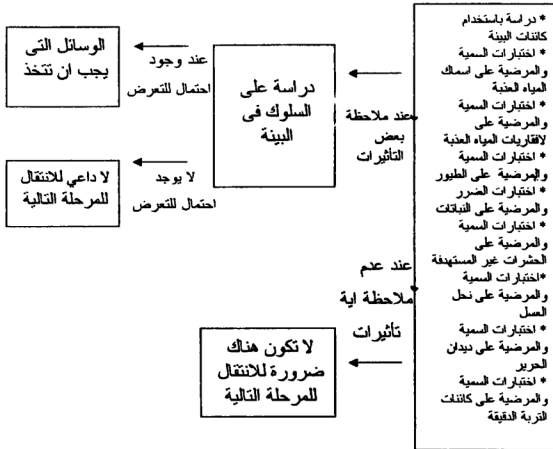 * دراسة باستخدام
كائنات البيئة
* اختبارات السمية
والمرضية على اسماك
المياه العذبة
* اختبارات السمية
والمرضية على
لافقاريات المياه العذبة
* اختبارات السمية
والمرضية على الطيور
* اختبارات الضرر
والمرضية على النباتات
* اختبارات السمية
والمرضية على
الحشرات غير المستهدفة
*اختبارات السمية
والمرضية على نحل
العسل
* اختبارات السمية
والمرضية على ديدان
الحرير
* اختبارات السمية
والمرضية على كائنات
التربة الدقيقة
عند ملاحظة
بعض
التأثيرات
دراسة على
السلوك فى
البيئة
عند وجود
احتمال للتعرض
الوسائل التى
يجب ان تتخذ
لا يوجد
احتمال للتعرض
لا داعي للانتقال
للمرحلة التالية
عند عدم
ملاحظة اية
تأثيرات
لا تكون هناك
ضرورة للانتقال
للمرحلة التالية